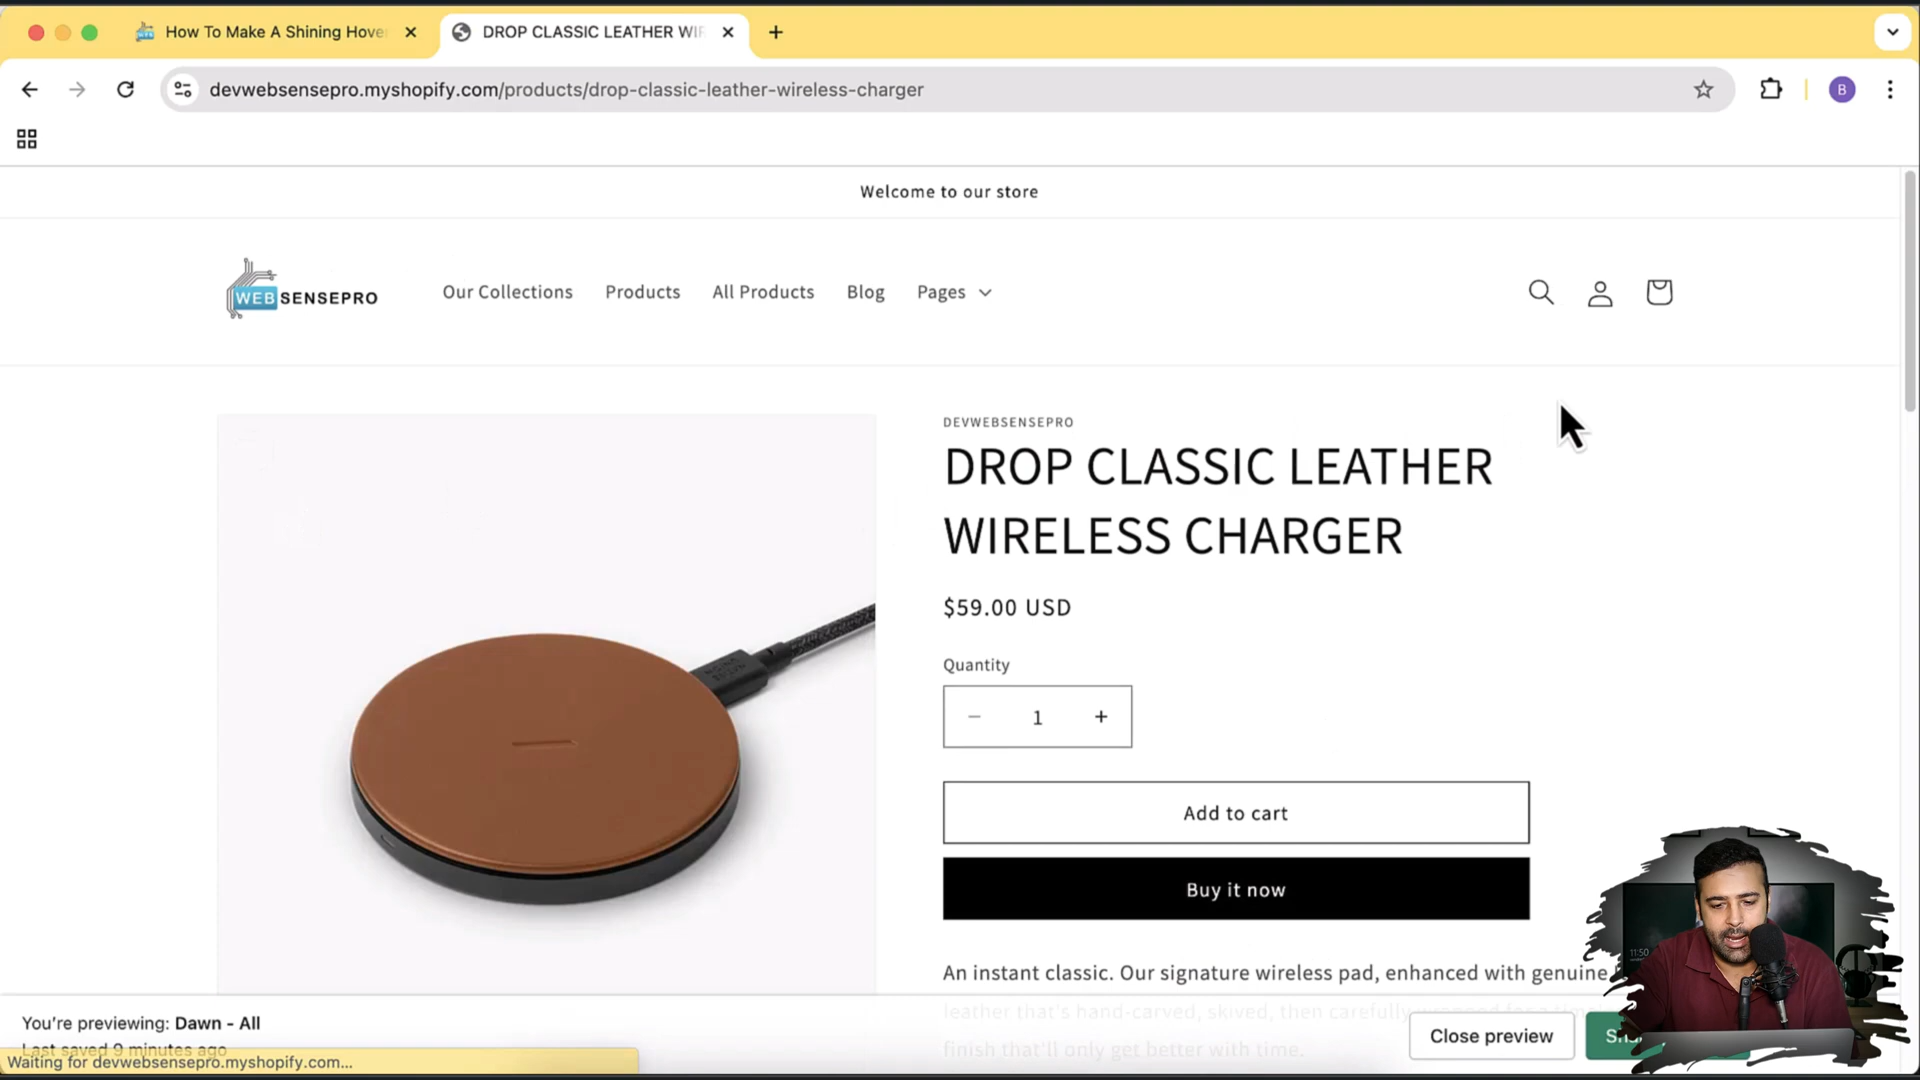 How To Make A Shining Hove
DROP CLASSIC LEATHER WIR
devwebsensepro.myshopify.com/products/drop-classic-leather-wireless-charger
B
Welcome to our store
WEBSENSEPRO
Our Collections
Products
All Products
Blog
Pages
DEVWEBSENSEPRO
DROP CLASSIC LEATHER
WIRELESS CHARGER
$59.00 USD
Quantity
1
Add to cart
Buy it now
An instant classic. Our signature wireless pad, enhanced with genuine
leather that's hand-carved, skived, then carefully
finish that'll only get better with time.
You're previewing: Dawn - All
Last saved 9 minutes ago
Waiting for devwebsensepro.myshopify.com...
Close preview
11:50